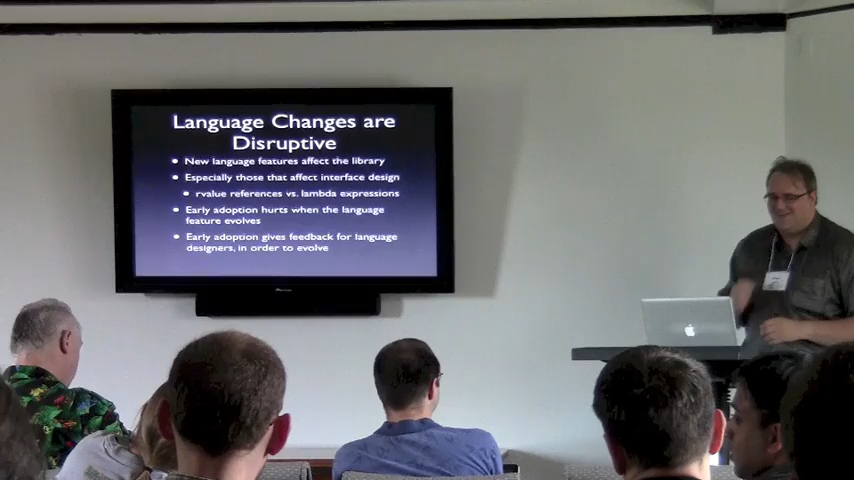 Language Changes are
Disruptive
• New language features affect the library
• Especially those that affect interface design
• rvalue references vs. lambda expressions
• Early adoption hurts when the language
feature evolves
• Early adoption gives feedback for language
designers, in order to evolve